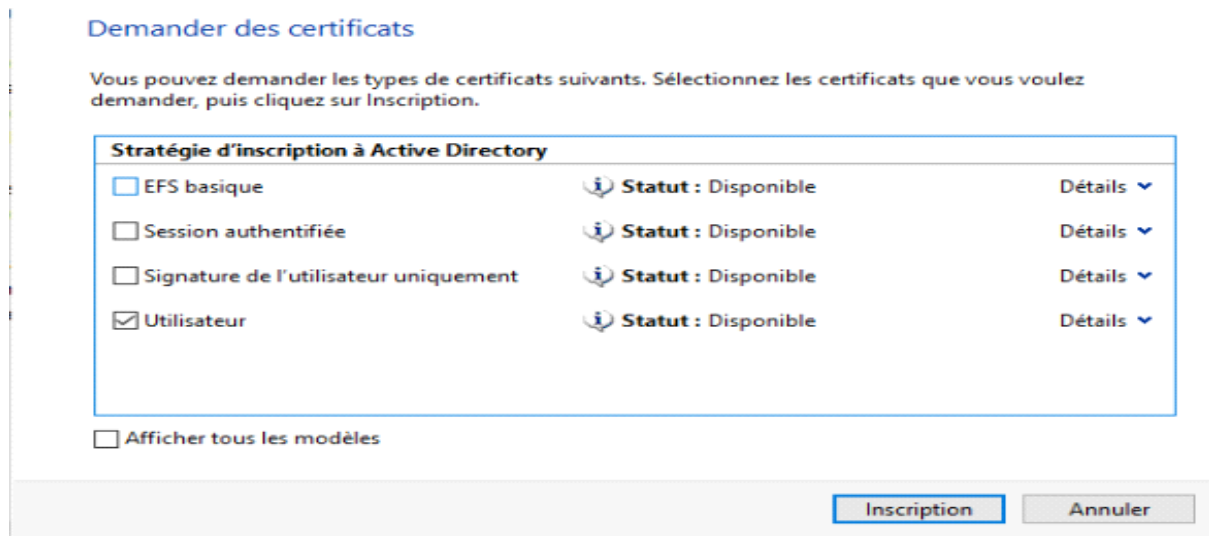 Demander des certificats
Vous pouvez demander les types de certificats suivants. Sélectionnez les certificats que vous voulez
demander, puis cliquez sur Inscription.
Stratégie d'inscription à Active Directory
EFS basique Statut : Disponible Détails
Session authentifiée Statut : Disponible Détails
Signature de l'utilisateur uniquement Statut : Disponible Détails
Utilisateur Statut : Disponible Détails
Afficher tous les modèles
Inscription Annuler